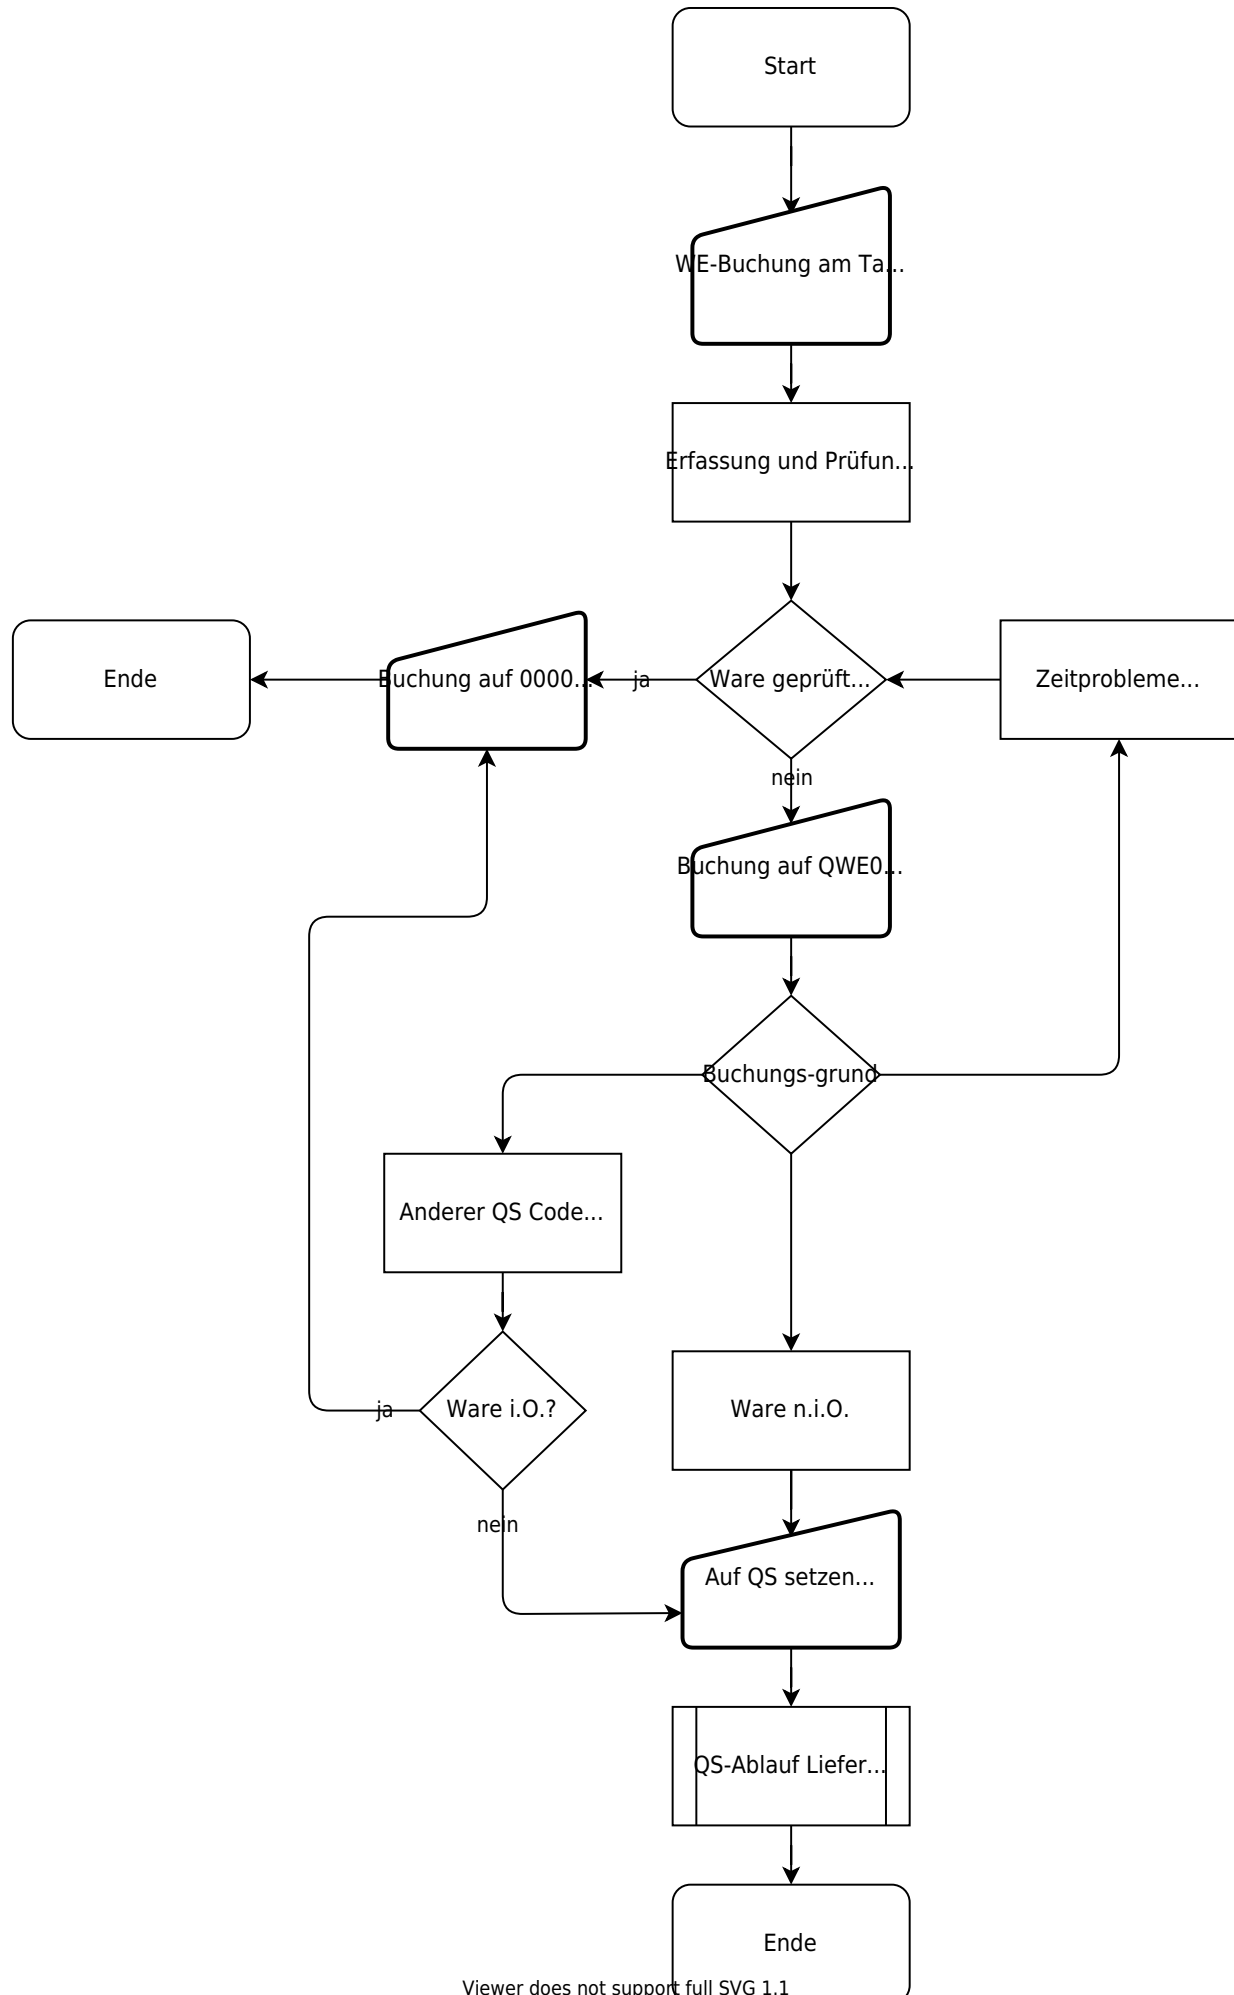 Start
WE-Buchung am Ta...
Erfassung und Prüfun...
Ende
Buchung auf 0000...
ja
Ware geprüft...
Zeitprobleme...
nein
Buchung auf QWE0...
Buchungs-grund
Anderer QS Code...
ja
Ware i.O.?
Ware n.i.O.
nein
Auf QS setzen...
QS-Ablauf Liefer...
Ende
Viewer does not support full SVG 1.1